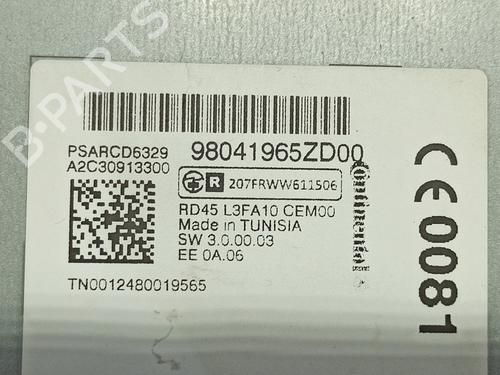 PSARCD6329 98041965ZD00
A2C30913300
R 207FRWW611506
RD45 L3FA10 CEM00
Made in TUNISIA
SW 3.0.00.03
EE 0A.06
TN0012480019565
Continental
CE 0081
B-PARTS